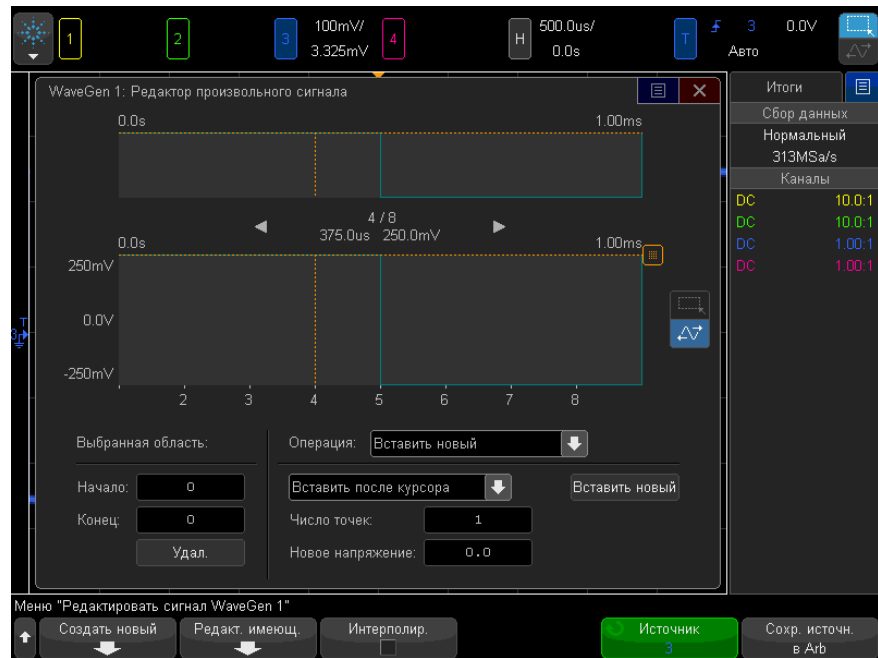 1 2 3 100mV/ 3.325mV 4 H 500.0us/ 0.0s T 3 0.0V Авто
WaveGen 1: Редактор произвольного сигнала
0.0s 1.00ms
4 / 8
375.0us 250.0mV
0.0s 1.00ms
250mV
0.0V
-250mV
2 3 4 5 6 7 8
T
3
Выбранная область:
Начало: 0
Конец: 0
Удал.
Операция: Вставить новый
Вставить после курсора Вставить новый
Число точек: 1
Новое напряжение: 0.0
Итоги
Сбор данных
Нормальный
313MSa/s
Каналы
DC 10.0:1
DC 10.0:1
DC 1.00:1
DC 1.00:1
Меню "Редактировать сигнал WaveGen 1"
Создать новый
Редакт. имеющ.
Интерполир.
Источник
3
Сохр. источн.
в Arb